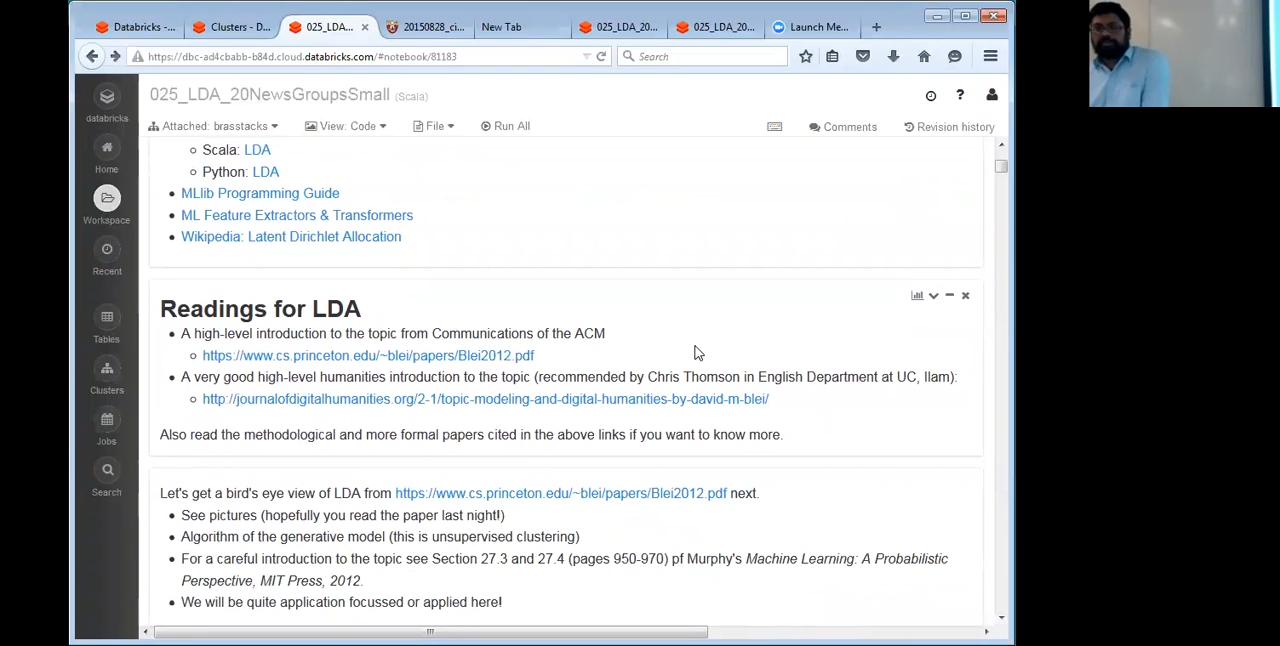 Databricks -...
Clusters - D...
025_LDA...
20150828_ci...
New Tab
025_LDA_20...
025_LDA_20...
Launch Me...
https://dbc-ad4cbabb-b84d.cloud.databricks.com/#notebook/81183
Search
databricks
Home
Workspace
Recent
Tables
Clusters
Jobs
Search
025_LDA_20NewsGroupsSmall (Scala)
Attached: brasstacks
View: Code
File
Run All
Comments
Revision history
Scala: LDA
Python: LDA
MLlib Programming Guide
ML Feature Extractors & Transformers
Wikipedia: Latent Dirichlet Allocation
Readings for LDA
A high-level introduction to the topic from Communications of the ACM
https://www.cs.princeton.edu/~blei/papers/Blei2012.pdf
A very good high-level humanities introduction to the topic (recommended by Chris Thomson in English Department at UC, Ilam):
http://journalofdigitalhumanities.org/2-1/topic-modeling-and-digital-humanities-by-david-m-blei/
Also read the methodological and more formal papers cited in the above links if you want to know more.
Let's get a bird's eye view of LDA from https://www.cs.princeton.edu/~blei/papers/Blei2012.pdf next.
See pictures (hopefully you read the paper last night!)
Algorithm of the generative model (this is unsupervised clustering)
For a careful introduction to the topic see Section 27.3 and 27.4 (pages 950-970) pf Murphy's Machine Learning: A Probabilistic
Perspective, MIT Press, 2012.
We will be quite application focussed or applied here!